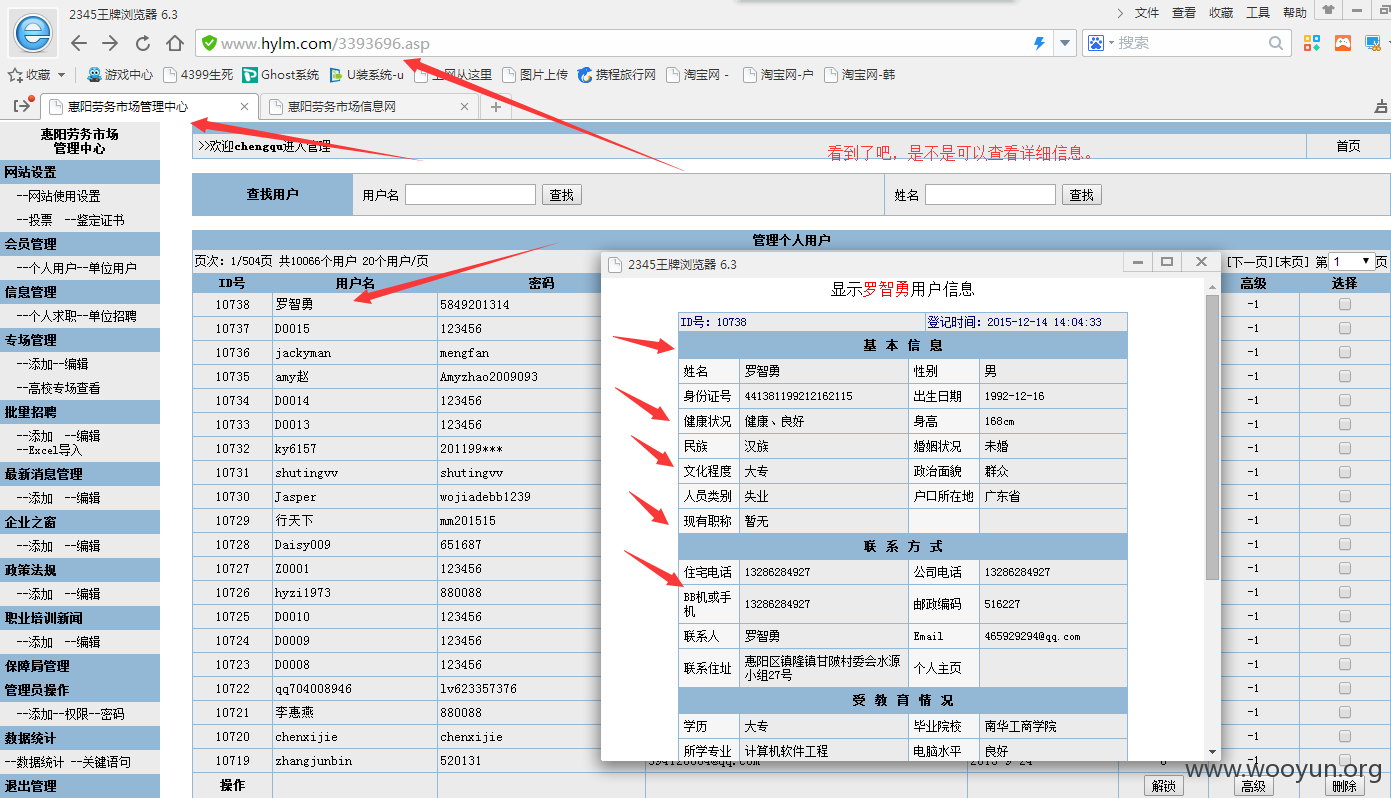 2345王牌浏览器 6.3
文件 查看 收藏 工具 帮助
www.hylm.com/3393696.asp
搜索
收藏 游戏中心 4399生死 Ghost系统 U装系统-u 上网从这里 图片上传 携程旅行网 淘宝网 - 淘宝网-户 淘宝网-韩
惠阳劳务市场管理中心 惠阳劳务市场信息网
惠阳劳务市场
管理中心
网站设置
--网站使用设置
--投票 --鉴定证书
会员管理
--个人用户--单位用户
信息管理
--个人求职--单位招聘
专场管理
--添加--编辑
--高校专场查看
批量招聘
--添加 --编辑
--Excel导入
最新消息管理
--添加 --编辑
企业之窗
--添加 --编辑
政策法规
--添加 --编辑
职业培训新闻
--添加 --编辑
保障局管理
管理员操作
--添加--权限--密码
数据统计
--数据统计 --关键语句
退出管理
>>欢迎chengqu进入管理
看到了吧，是不是可以查看详细信息。
首页
查找用户 用户名 查找 姓名 查找
管理个人用户
页次：1/504页 共10066个用户 20个用户/页
[下一页][末页] 第 1 页
ID号 用户名 密码 高级 选择
10738 罗智勇 5849201314 -1
10737 D0015 123456 -1
10736 jackyman mengfan -1
10735 amy赵 Amyzhao2009093 -1
10734 D0014 123456 -1
10733 D0013 123456 -1
10732 ky6157 201199*** -1
10731 shutingvv shutingvv -1
10730 Jasper wojiadebb1239 -1
10729 行天下 mm201515 -1
10728 Daisy009 651687 -1
10727 Z0001 123456 -1
10726 hyzi1973 880088 -1
10725 D0010 123456 -1
10724 D0009 123456 -1
10723 D0008 123456 -1
10722 qq704008946 lv623357376 -1
10721 李惠燕 880088 -1
10720 chenxijie chenxijie -1
10719 zhangjunbin 520131 -1
操作 解锁 高级 删除
2345王牌浏览器 6.3
显示罗智勇用户信息
ID号：10738 登记时间：2015-12-14 14:04:33
基 本 信 息
姓名 罗智勇 性别 男
身份证号 441381199212162115 出生日期 1992-12-16
健康状况 健康、良好 身高 168cm
民族 汉族 婚姻状况 未婚
文化程度 大专 政治面貌 群众
人员类别 失业 户口所在地 广东省
现有职称 暂无
联 系 方 式
住宅电话 13286284927 公司电话 13286284927
BB机或手
机 13286284927 邮政编码 516227
联系人 罗智勇 Email 465929294@qq.com
联系住址 惠阳区镇隆镇甘陂村委会水源
小组27号 个人主页
受 教 育 情 况
学历 大专 毕业院校 南华工商学院
所学专业 计算机软件工程 电脑水平 良好
www.wooyun.org